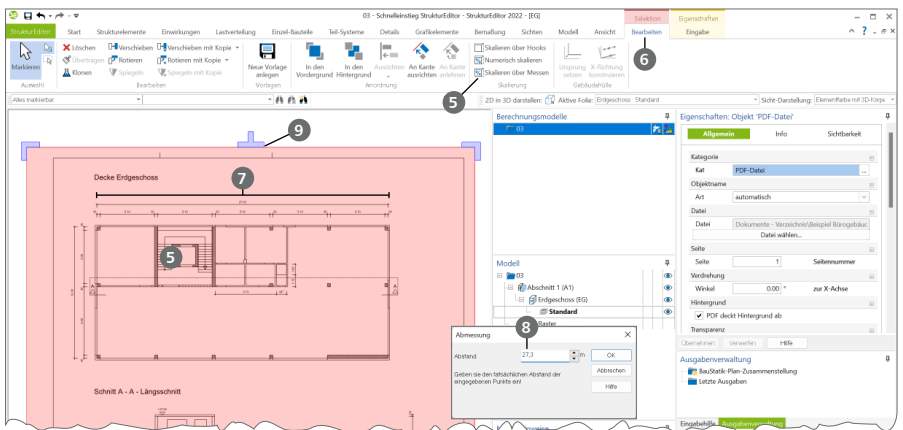 03 - Schnelleinstieg StrukturEditor - StrukturEditor 2022 - [EG]
Selektion Eigenschaften
StrukturEditor Start Strukturelemente Einwirkungen Lastverteilung Einzel-Bauteile Teil-Systeme Details Grafikelemente Bemaßung Sichten Modell Ansicht Bearbeiten Eingabe
Markieren
Löschen Verschieben Verschieben mit Kopie
Übertragen Rotieren Rotieren mit Kopie
Klonen Spiegeln Spiegeln mit Kopie
Neue Vorlage anlegen
In den Vordergrund
In den Hintergrund
Ausrichten
An Kante ausrichten
An Kante anlehnen
Skalieren über Hooks
Numerisch skalieren
Skalieren über Messen
Ursprung setzen
X-Richtung konstruieren
Auswahl Bearbeiten Vorlagen Anordnung Skalierung Gebäudehülle
5
6
Alles markierbar
2D in 3D darstellen: Aktive Folie: Erdgeschoss : Standard
Sicht-Darstellung: Elementfarbe mit 3D-Körpe
9
Decke Erdgeschoss
7
5
A A
Schnitt A - A - Längsschnitt
Berechnungsmodelle
03
Modell
03
Abschnitt 1 (A1)
Erdgeschoss (EG)
Standard
Raster
8
Abmessung
Abstand 27,3 m
Geben sie den tatsächlichen Abstand der
eingegebenen Punkte ein!
OK
Abbrechen
Hilfe
Eigenschaften: Objekt 'PDF-Datei'
Allgemein Info Sichtbarkeit
Kategorie
Kat PDF-Datei ...
Objektname
Art automatisch
Datei
Datei Dokumente - Verzeichnis\Beispiel Bürogebäud
Datei wählen...
Seite
Seite 1 Seitennummer
Verdrehung
Winkel 0.00 ° zur X-Achse
Hintergrund
PDF deckt Hintergrund ab
Transparenz
Übernehmen Verwerfen Hilfe
Ausgabenverwaltung
BauStatik-Plan-Zusammenstellung
Letzte Ausgaben
Eingabehilfe Ausgabenverwaltung